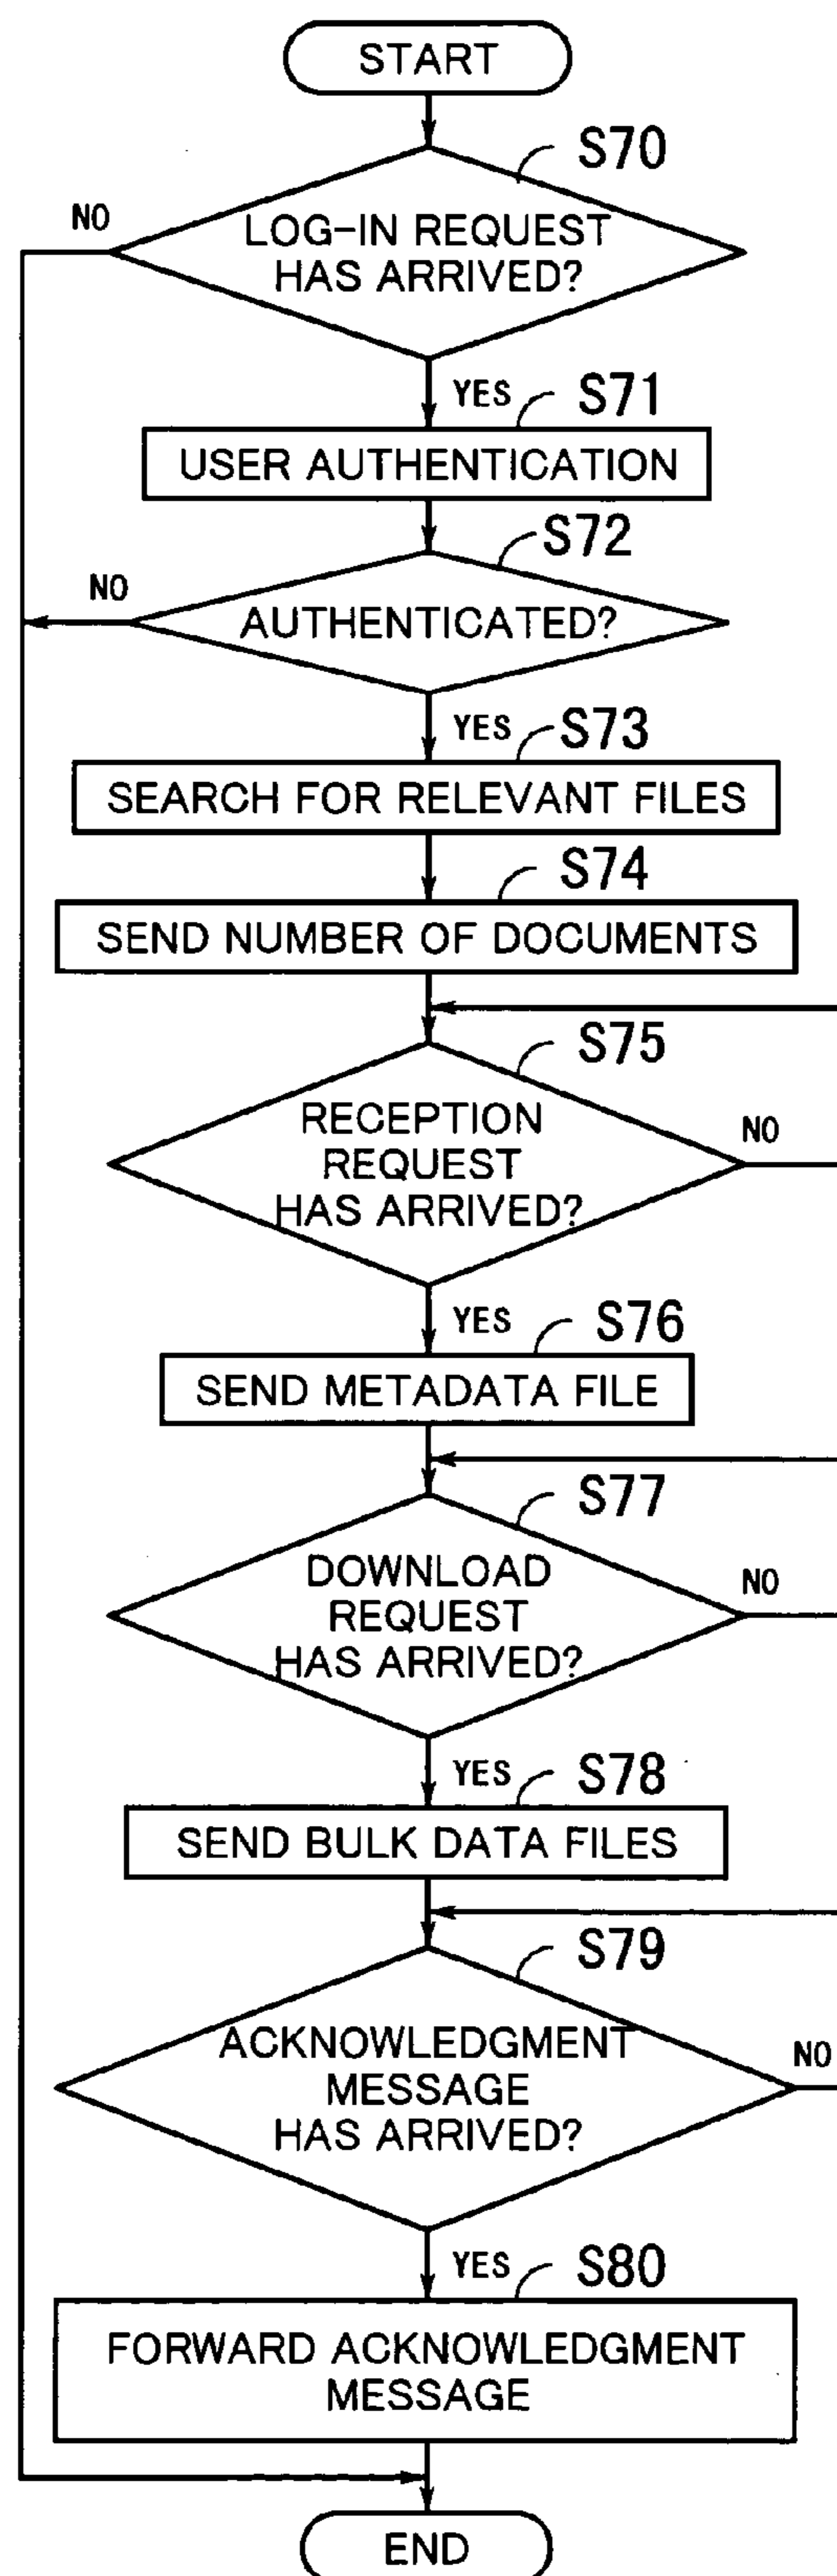 START
S70
NO
LOG-IN REQUEST
HAS ARRIVED?
YES
S71
USER AUTHENTICATION
S72
NO
AUTHENTICATED?
YES
S73
SEARCH FOR RELEVANT FILES
S74
SEND NUMBER OF DOCUMENTS
S75
RECEPTION
REQUEST
HAS ARRIVED?
NO
YES
S76
SEND METADATA FILE
S77
DOWNLOAD
REQUEST
HAS ARRIVED?
NO
YES
S78
SEND BULK DATA FILES
S79
ACKNOWLEDGMENT
MESSAGE
HAS ARRIVED?
NO
YES
S80
FORWARD ACKNOWLEDGMENT
MESSAGE
END